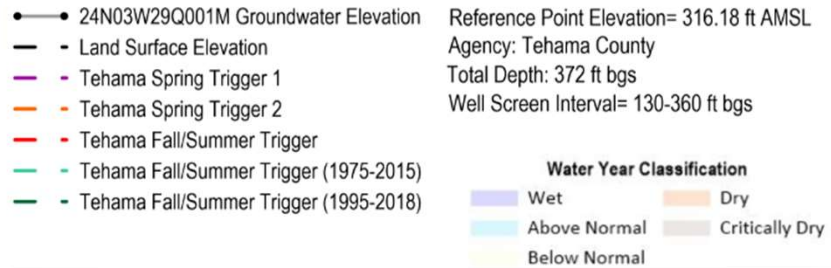 24N03W29Q001M Groundwater Elevation
Land Surface Elevation
Tehama Spring Trigger 1
Tehama Spring Trigger 2
Tehama Fall/Summer Trigger
Tehama Fall/Summer Trigger (1975-2015)
Tehama Fall/Summer Trigger (1995-2018)
Reference Point Elevation= 316.18 ft AMSL
Agency: Tehama County
Total Depth: 372 ft bgs
Well Screen Interval= 130-360 ft bgs
Water Year Classification
Wet
Above Normal
Below Normal
Dry
Critically Dry